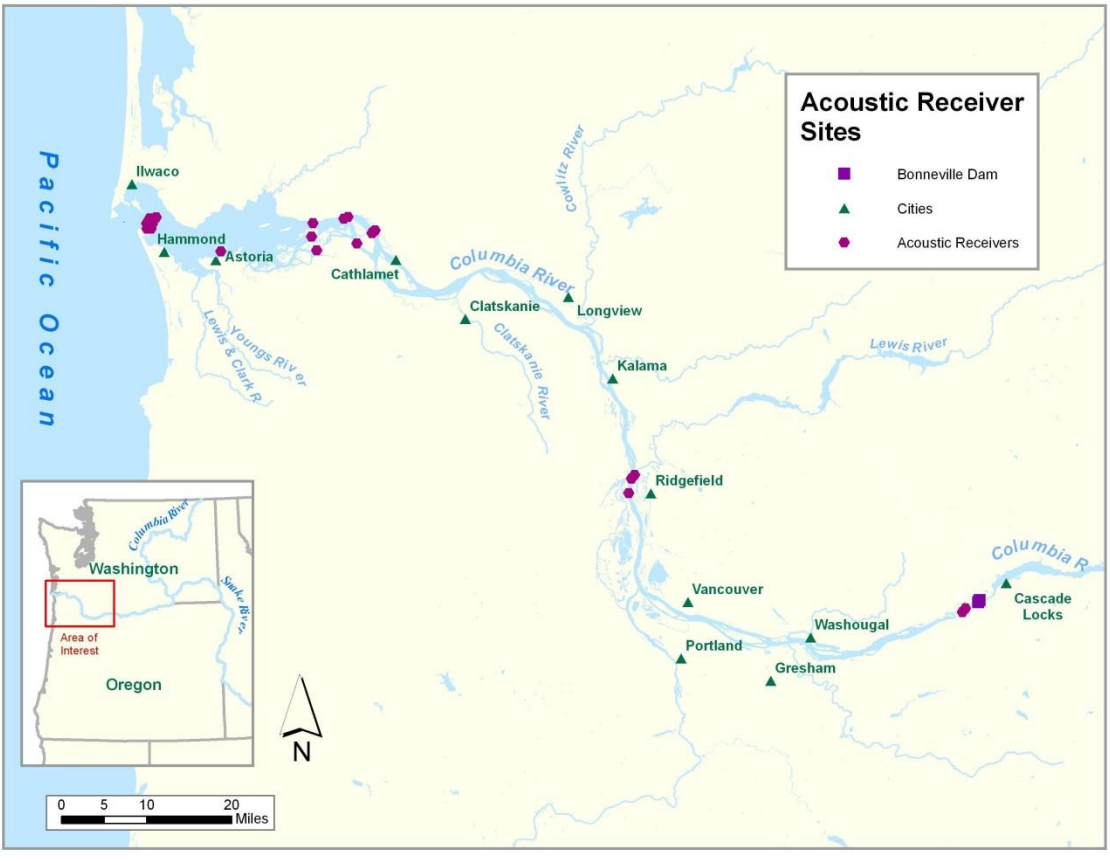 Acoustic Receiver
Sites
Bonneville Dam
Cities
Acoustic Receivers
Pacific Ocean
Ilwaco
Hammond
Astoria
Cathlamet
Columbia River
Clatskanie
Longview
Cowlitz River
Youngs River
Lewis & Clark R
Clatskanie River
Kalama
Lewis River
Ridgefield
Vancouver
Portland
Washougal
Gresham
Columbia R
Cascade
Locks
Columbia River
Washington
Snake River
Area of
Interest
Oregon
N
0 5 10 20
Miles